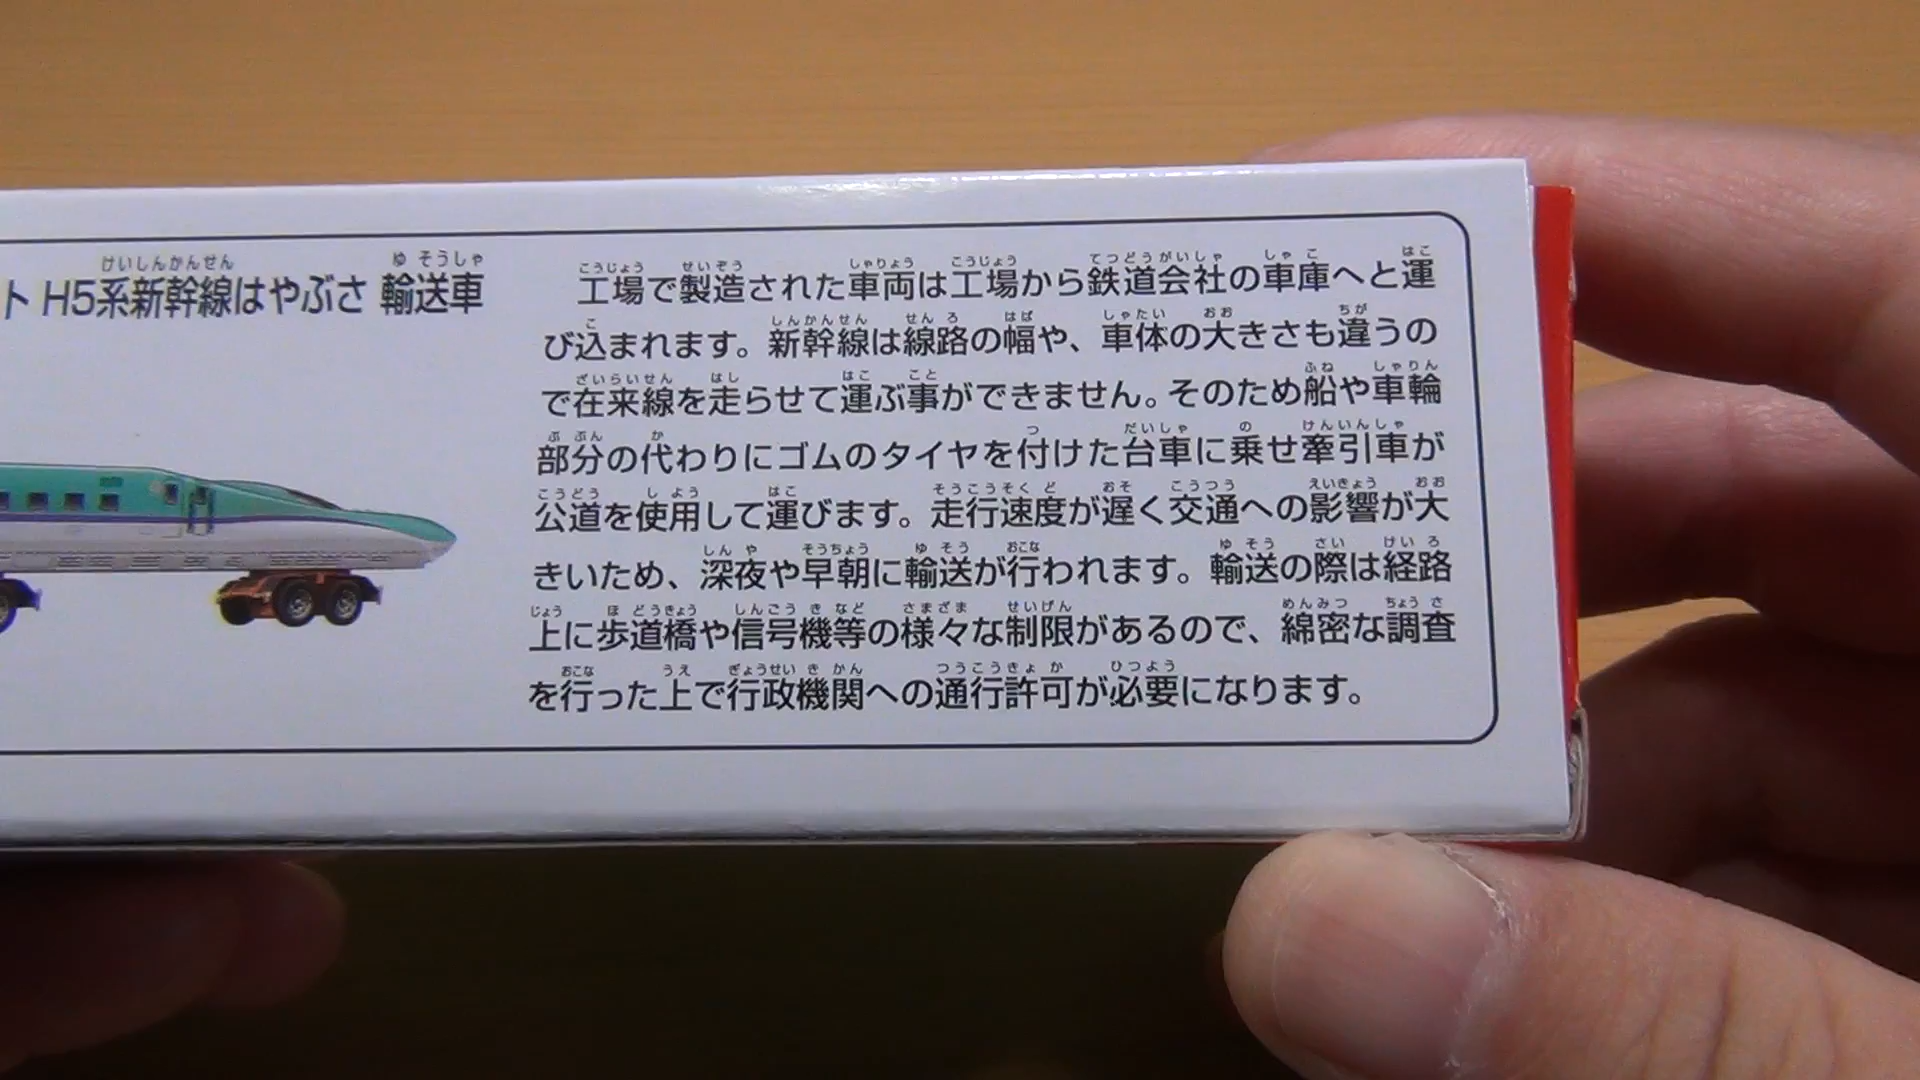 ト H5系新幹線はやぶさ 輸送車
工場で製造された車両は工場から鉄道会社の車庫へと運
び込まれます。新幹線は線路の幅や、車体の大きさも違うの
で在来線を走らせて運ぶ事ができません。そのため船や車輪
部分の代わりにゴムのタイヤを付けた台車に乗せ牽引車が
公道を使用して運びます。走行速度が遅く交通への影響が大
きいため、深夜や早朝に輸送が行われます。輸送の際は経路
上に歩道橋や信号機等の様々な制限があるので、綿密な調査
を行った上で行政機関への通行許可が必要になります。